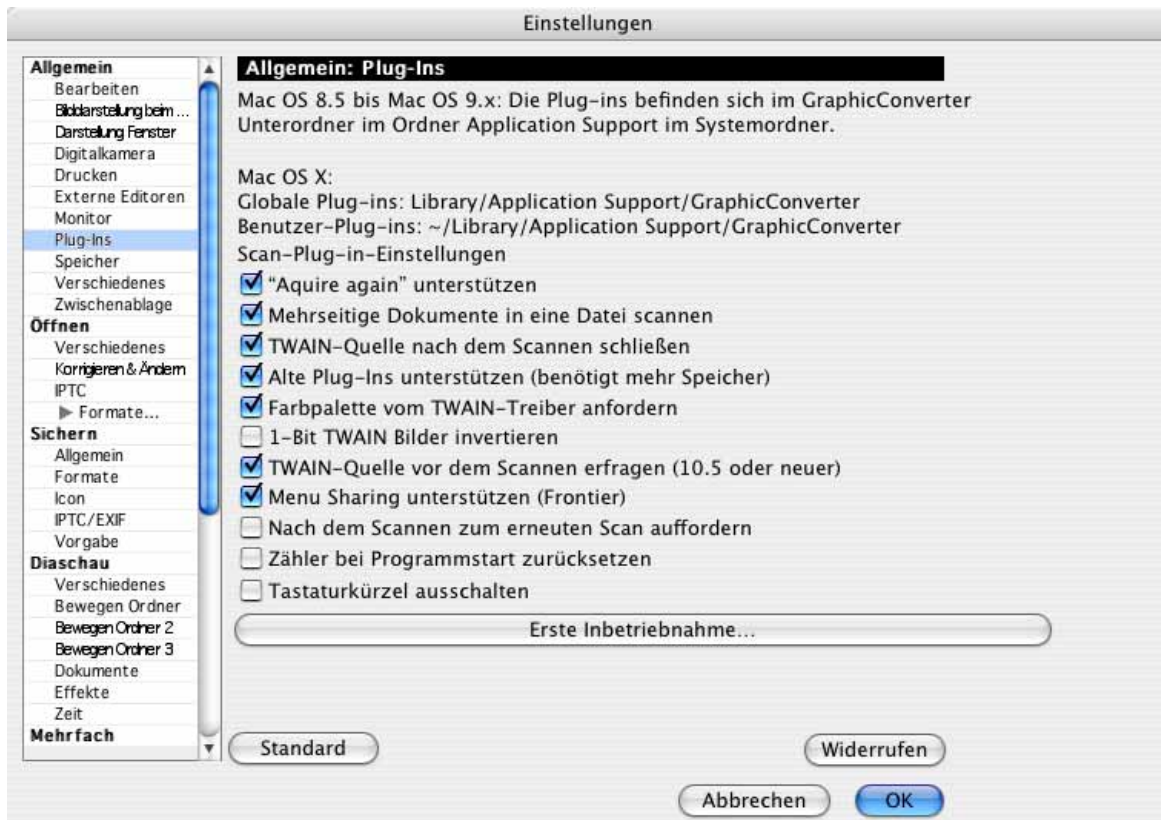 Einstellungen
Allgemein
Bearbeiten
Bilddarstellung beim ...
Darstellung Fenster
Digitalkamera
Drucken
Externe Editoren
Monitor
Plug-Ins
Speicher
Verschiedenes
Zwischenablage
Öffnen
Verschiedenes
Korrigieren & Ändern
IPTC
Formate...
Sichern
Allgemein
Formate
Icon
IPTC/EXIF
Vorgabe
Diaschau
Verschiedenes
Bewegen Ordner
Bewegen Ordner 2
Bewegen Ordner 3
Dokumente
Effekte
Zeit
Mehrfach
Allgemein: Plug-Ins
Mac OS 8.5 bis Mac OS 9.x: Die Plug-ins befinden sich im GraphicConverter
Unterordner im Ordner Application Support im Systemordner.
Mac OS X:
Globale Plug-ins: Library/Application Support/GraphicConverter
Benutzer-Plug-ins: ~/Library/Application Support/GraphicConverter
Scan-Plug-in-Einstellungen
“Aquire again” unterstützen
Mehrseitige Dokumente in eine Datei scannen
TWAIN-Quelle nach dem Scannen schließen
Alte Plug-Ins unterstützen (benötigt mehr Speicher)
Farbpalette vom TWAIN-Treiber anfordern
1-Bit TWAIN Bilder invertieren
TWAIN-Quelle vor dem Scannen erfragen (10.5 oder neuer)
Menu Sharing unterstützen (Frontier)
Nach dem Scannen zum erneuten Scan auffordern
Zähler bei Programmstart zurücksetzen
Tastaturkürzel ausschalten
Erste Inbetriebnahme...
Standard
Widerrufen
Abbrechen
OK